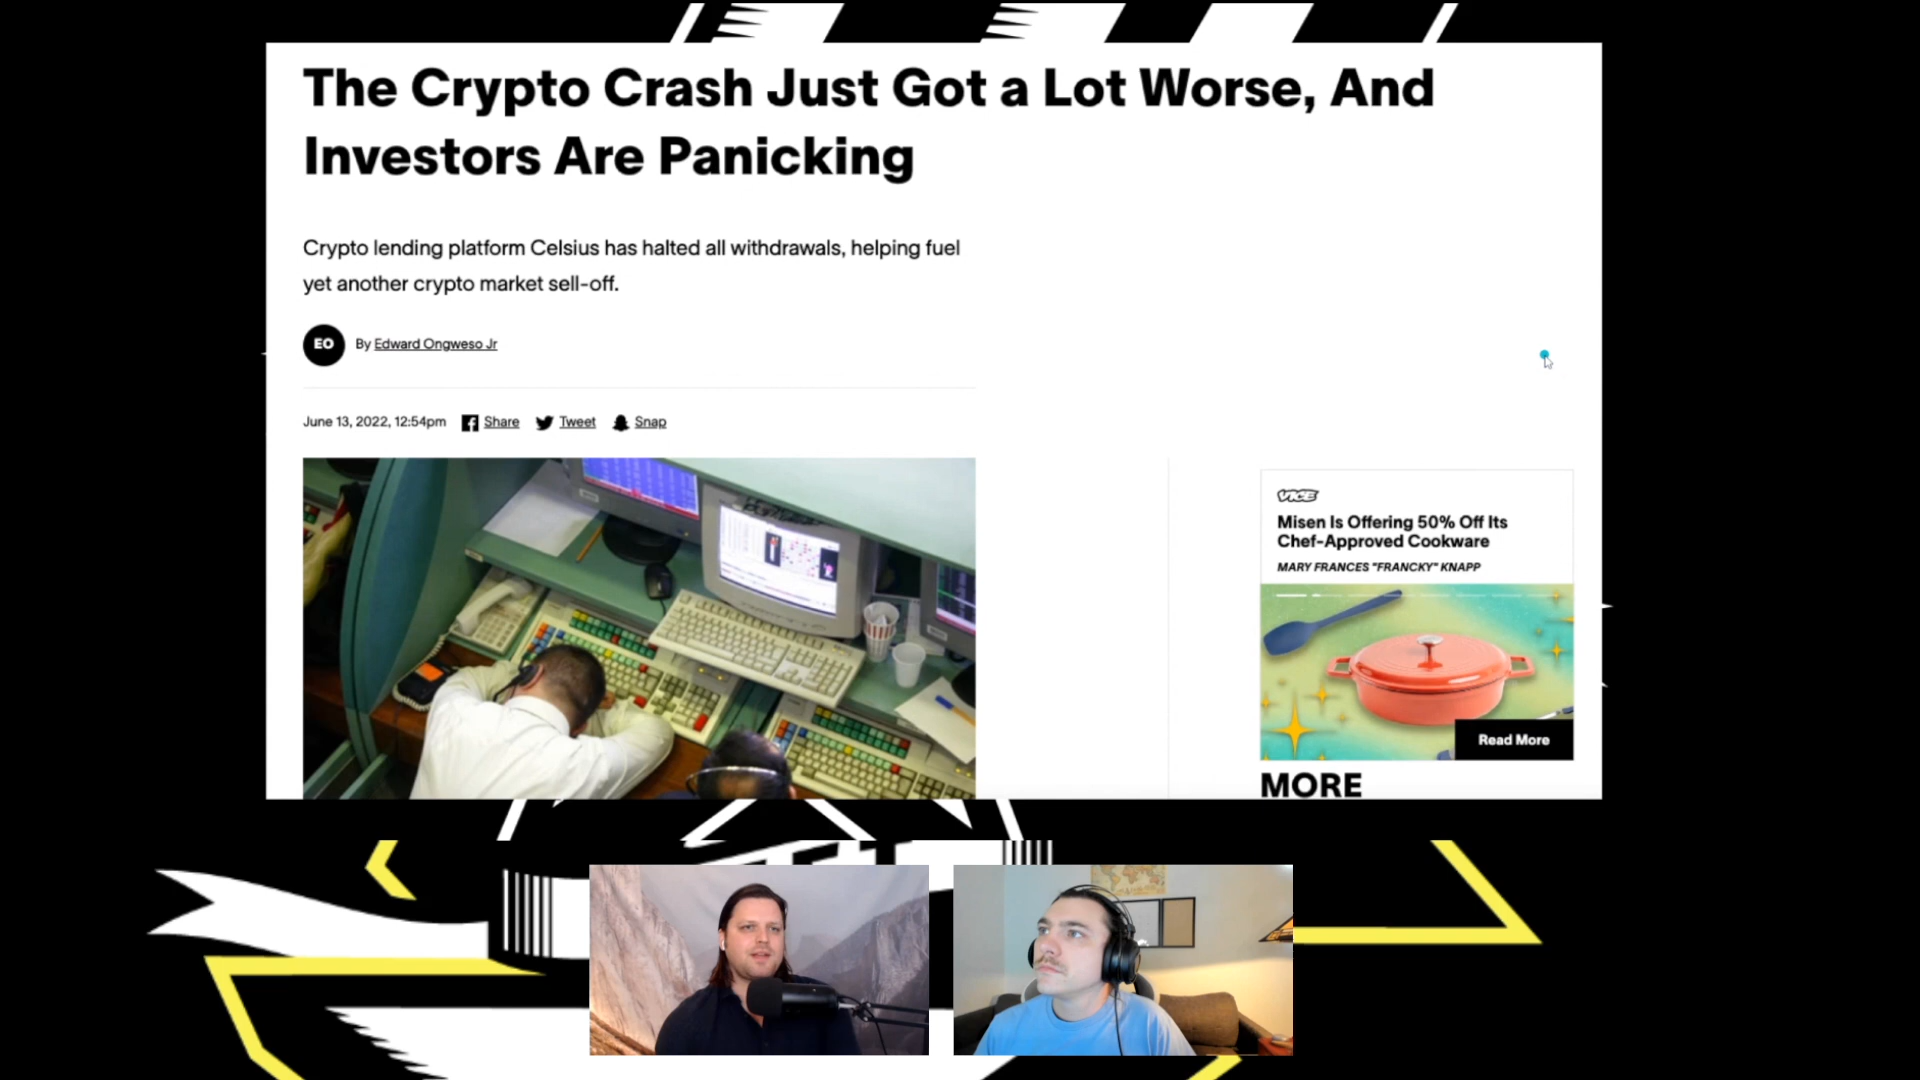 The Crypto Crash Just Got a Lot Worse, And
Investors Are Panicking
Crypto lending platform Celsius has halted all withdrawals, helping fuel
yet another crypto market sell-off.
EO
By Edward Ongweso Jr
June 13, 2022, 12:54pm
Share
Tweet
Snap
VICE
Misen Is Offering 50% Off Its
Chef-Approved Cookware
MARY FRANCES "FRANCKY" KNAPP
Read More
MORE